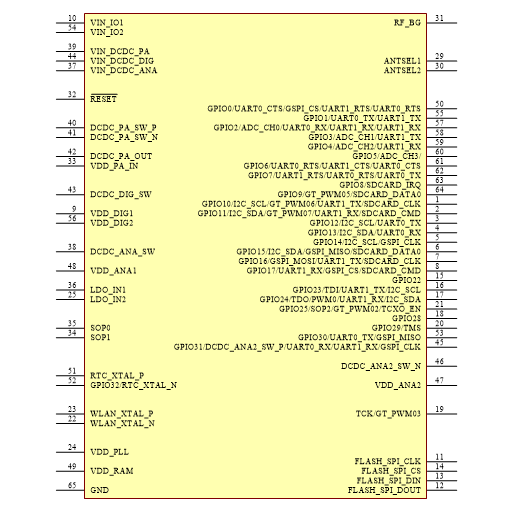 10 VIN_IO1
54 VIN_IO2
39 VIN_DCDC_PA
44 VIN_DCDC_DIG
37 VIN_DCDC_ANA
32 RESET
40 DCDC_PA_SW_P
41 DCDC_PA_SW_N
42 DCDC_PA_OUT
33 VDD_PA_IN
43 DCDC_DIG_SW
9 VDD_DIG1
56 VDD_DIG2
38 DCDC_ANA_SW
48 VDD_ANA1
36 LDO_IN1
25 LDO_IN2
35 SOP0
34 SOP1
51 RTC_XTAL_P
52 GPIO32/RTC_XTAL_N
23 WLAN_XTAL_P
22 WLAN_XTAL_N
24 VDD_PLL
49 VDD_RAM
65 GND
RF_BG 31
ANTSEL1 29
ANTSEL2 30
GPIO0/UART0_CTS/GSPI_CS/UART1_RTS/UART0_RTS 50
GPIO1/UART0_TX/UART1_TX 55
GPIO2/ADC_CH0/UART0_RX/UART1_RX/UART1_RX 57
GPIO3/ADC_CH1/UART1_TX 58
GPIO4/ADC_CH2/UART1_RX 59
GPIO5/ADC_CH3/ 60
GPIO6/UART0_RTS/UART1_CTS/UART0_CTS 61
GPIO7/UART1_RTS/UART0_RTS/UART0_TX 62
GPIO8/SDCARD_IRQ 63
GPIO9/GT_PWM05/SDCARD_DATA0 64
GPIO10/I2C_SCL/GT_PWM06/UART1_TX/SDCARD_CLK 1
GPIO11/I2C_SDA/GT_PWM07/UART1_RX/SDCARD_CMD 2
GPIO12/I2C_SCL/UART0_TX 3
GPIO13/I2C_SDA/UART0_RX 4
GPIO14/I2C_SCL/GSPI_CLK 5
GPIO15/I2C_SDA/GSPI_MISO/SDCARD_DATA0 6
GPIO16/GSPI_MOSI/UART1_TX/SDCARD_CLK 7
GPIO17/UART1_RX/GSPI_CS/SDCARD_CMD 8
GPIO22 15
GPIO23/TDI/UART1_TX/I2C_SCL 16
GPIO24/TDO/PWM0/UART1_RX/I2C_SDA 17
GPIO25/SOP2/GT_PWM02/TCXO_EN 21
GPIO28 18
GPIO29/TMS 20
GPIO30/UART0_TX/GSPI_MISO 53
GPIO31/DCDC_ANA2_SW_P/UART0_RX/UART1_RX/GSPI_CLK 45
DCDC_ANA2_SW_N 46
VDD_ANA2 47
TCK/GT_PWM03 19
FLASH_SPI_CLK 11
FLASH_SPI_CS 14
FLASH_SPI_DIN 13
FLASH_SPI_DOUT 12